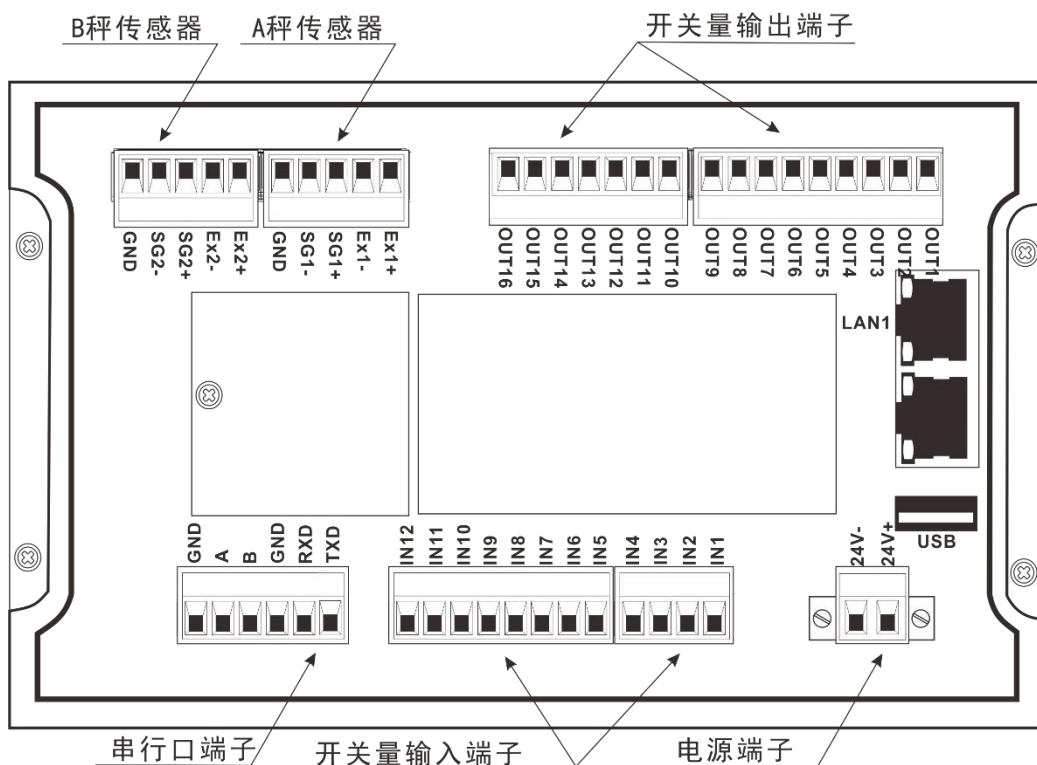 B秤传感器
A秤传感器
开关量输出端子
GND
SG2-
SG2+
Ex2-
Ex2+
GND
SG1-
SG1+
Ex1-
Ex1+
OUT16
OUT15
OUT14
OUT13
OUT12
OUT11
OUT10
OUT9
OUT8
OUT7
OUT6
OUT5
OUT4
OUT3
OUT2
OUT1
LAN1
USB
GND
A
B
GND
RXD
TXD
IN12
IN11
IN10
IN9
IN8
IN7
IN6
IN5
IN4
IN3
IN2
IN1
24V-
24V+
串行口端子
开关量输入端子
电源端子